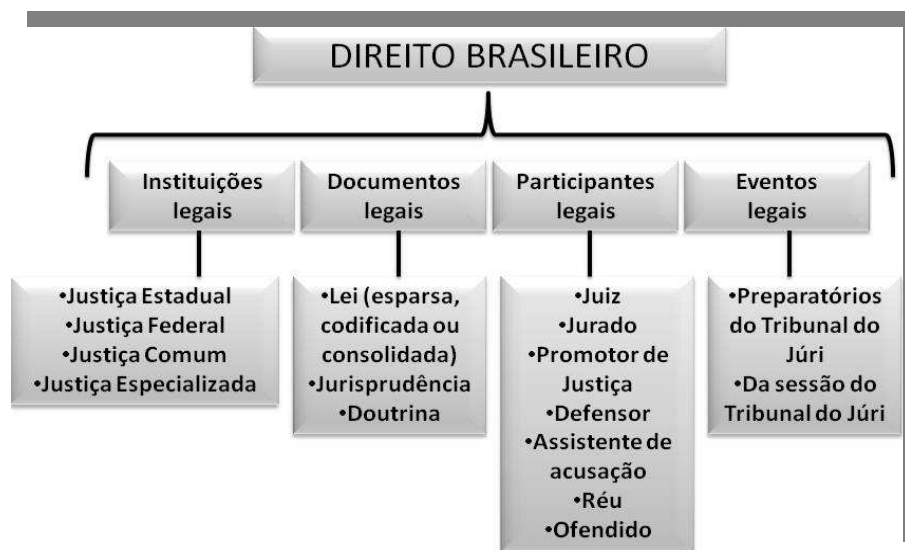 DIREITO BRASILEIRO
Instituições
legais
Documentos
legais
Participantes
legais
Eventos
legais
•Justiça Estadual
•Justiça Federal
•Justiça Comum
•Justiça Especializada
•Lei (esparsa,
codificada ou
consolidada)
•Jurisprudência
•Doutrina
•Juiz
•Jurado
•Promotor de
Justiça
•Defensor
•Assistente de
acusação
•Réu
•Ofendido
•Preparatórios
do Tribunal do
Júri
•Da sessão do
Tribunal do Júri